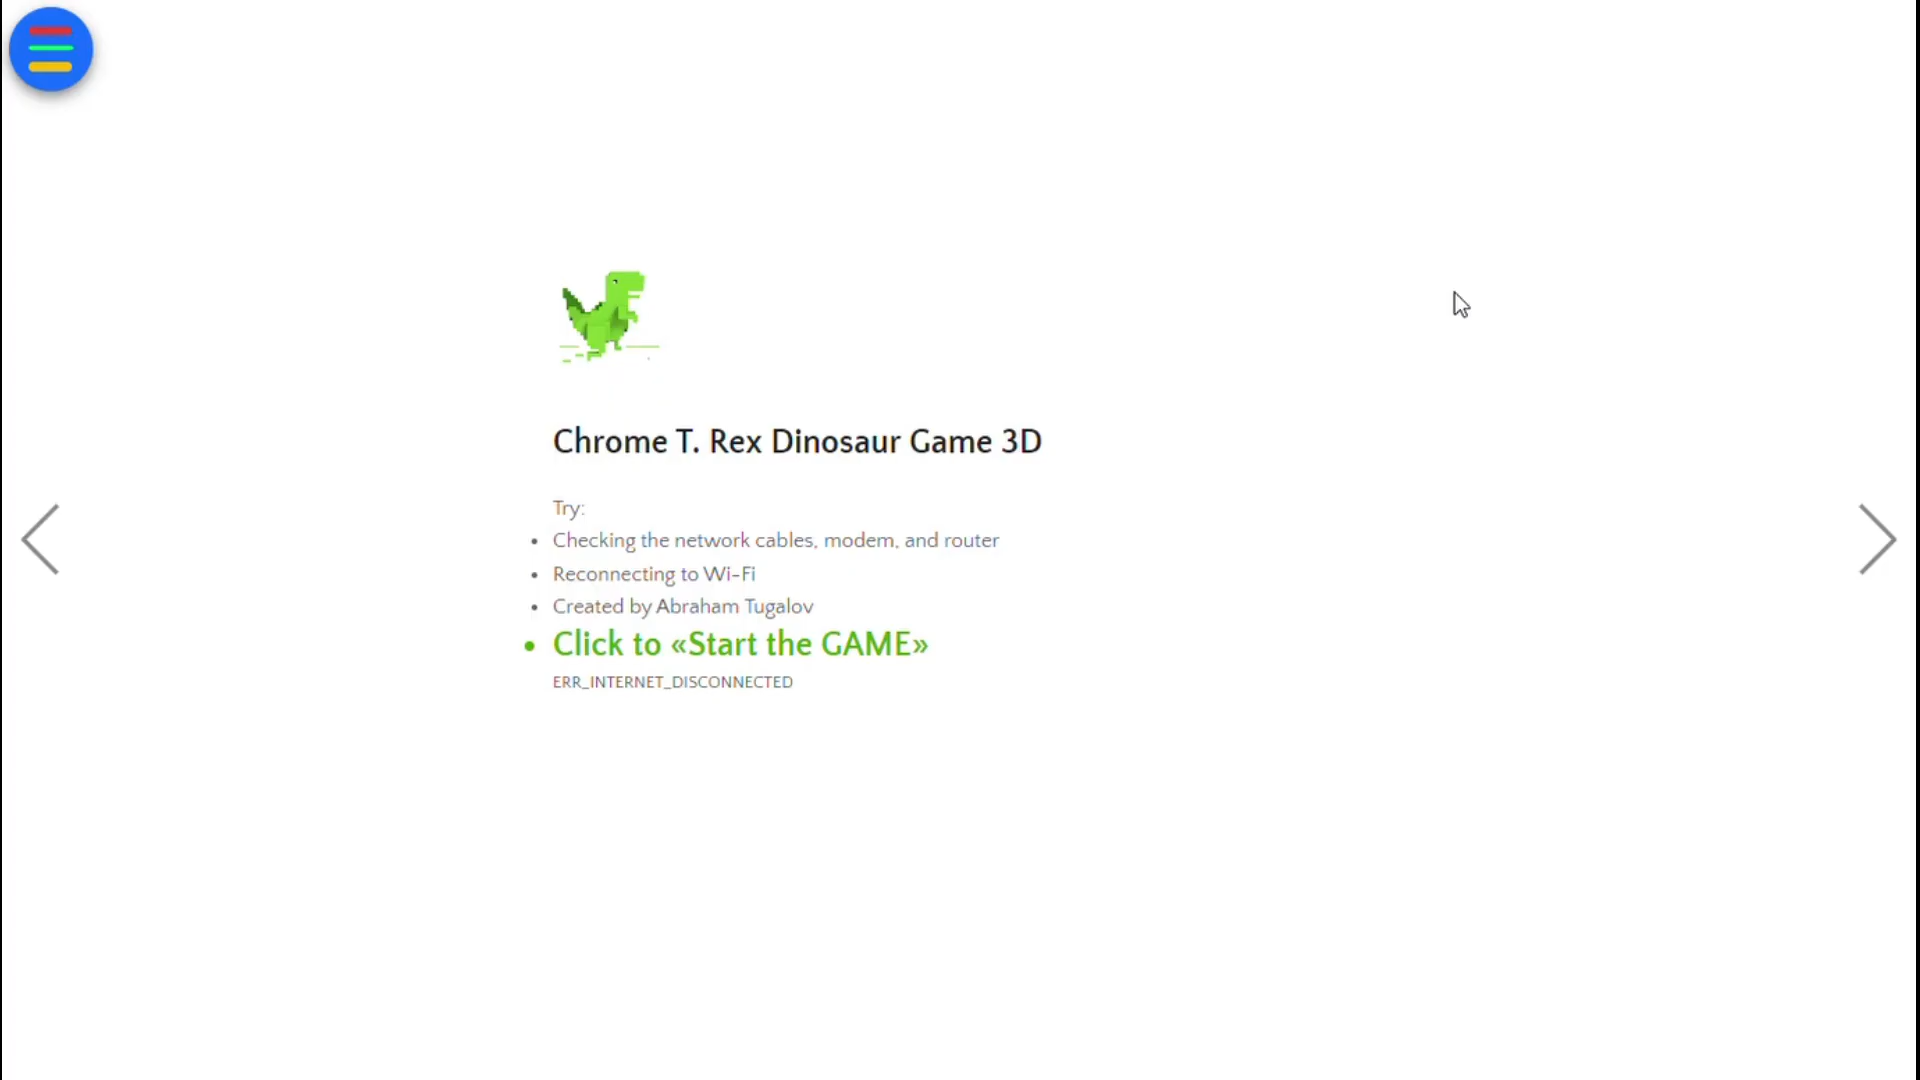 Chrome T. Rex Dinosaur Game 3D
Try:
Checking the network cables, modem, and router
Reconnecting to Wi-Fi
Created by Abraham Tugalov
Click to «Start the GAME»
ERR_INTERNET_DISCONNECTED